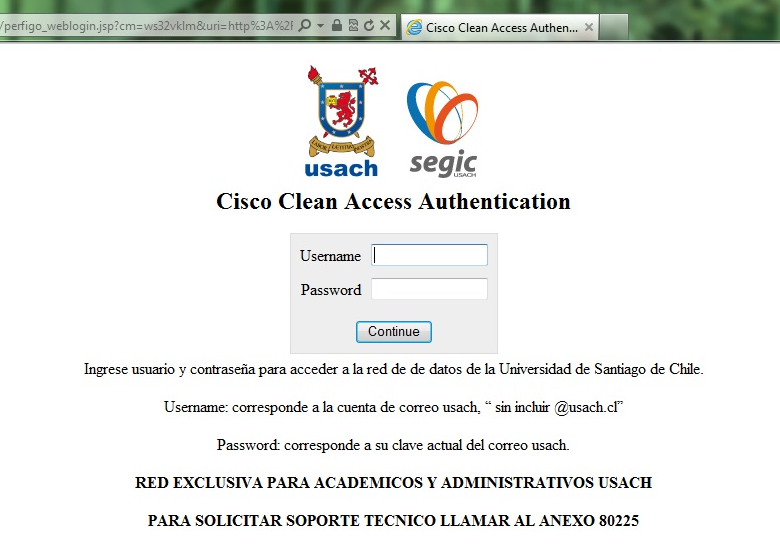 /perfigo_weblogin.jsp?cm=ws32vklm&uri=http%3A%2F
Cisco Clean Access Authen...
usach
segic
USACH
Cisco Clean Access Authentication
Username
Password
Continue
Ingrese usuario y contraseña para acceder a la red de de datos de la Universidad de Santiago de Chile.
Username: corresponde a la cuenta de correo usach, “ sin incluir @usach.cl”
Password: corresponde a su clave actual del correo usach.
RED EXCLUSIVA PARA ACADEMICOS Y ADMINISTRATIVOS USACH
PARA SOLICITAR SOPORTE TECNICO LLAMAR AL ANEXO 80225